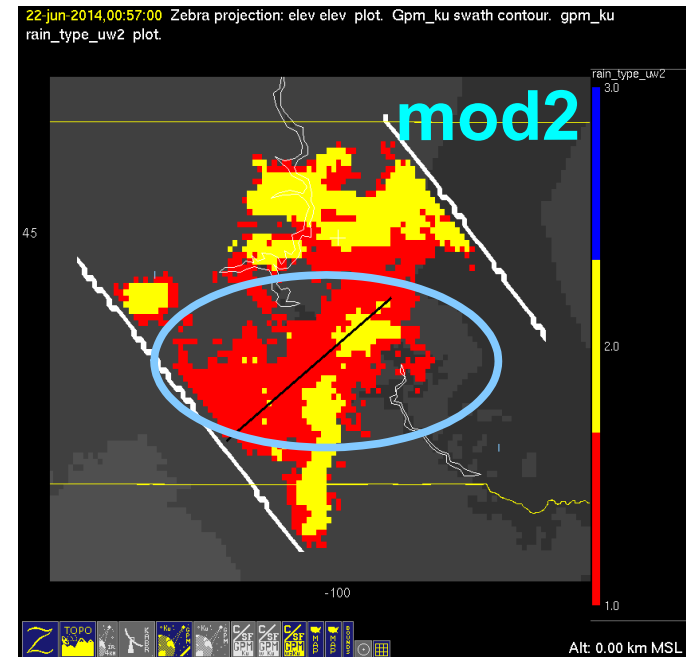 22-jun-2014,00:57:00 Zebra projection: elev elev plot. Gpm_ku swath contour. gpm_ku
rain_type_uw2 plot.
rain_type_uw2
mod2
3.0
45
2.0
1.0
-100
TOPO
Alt: 0.00 km MSL